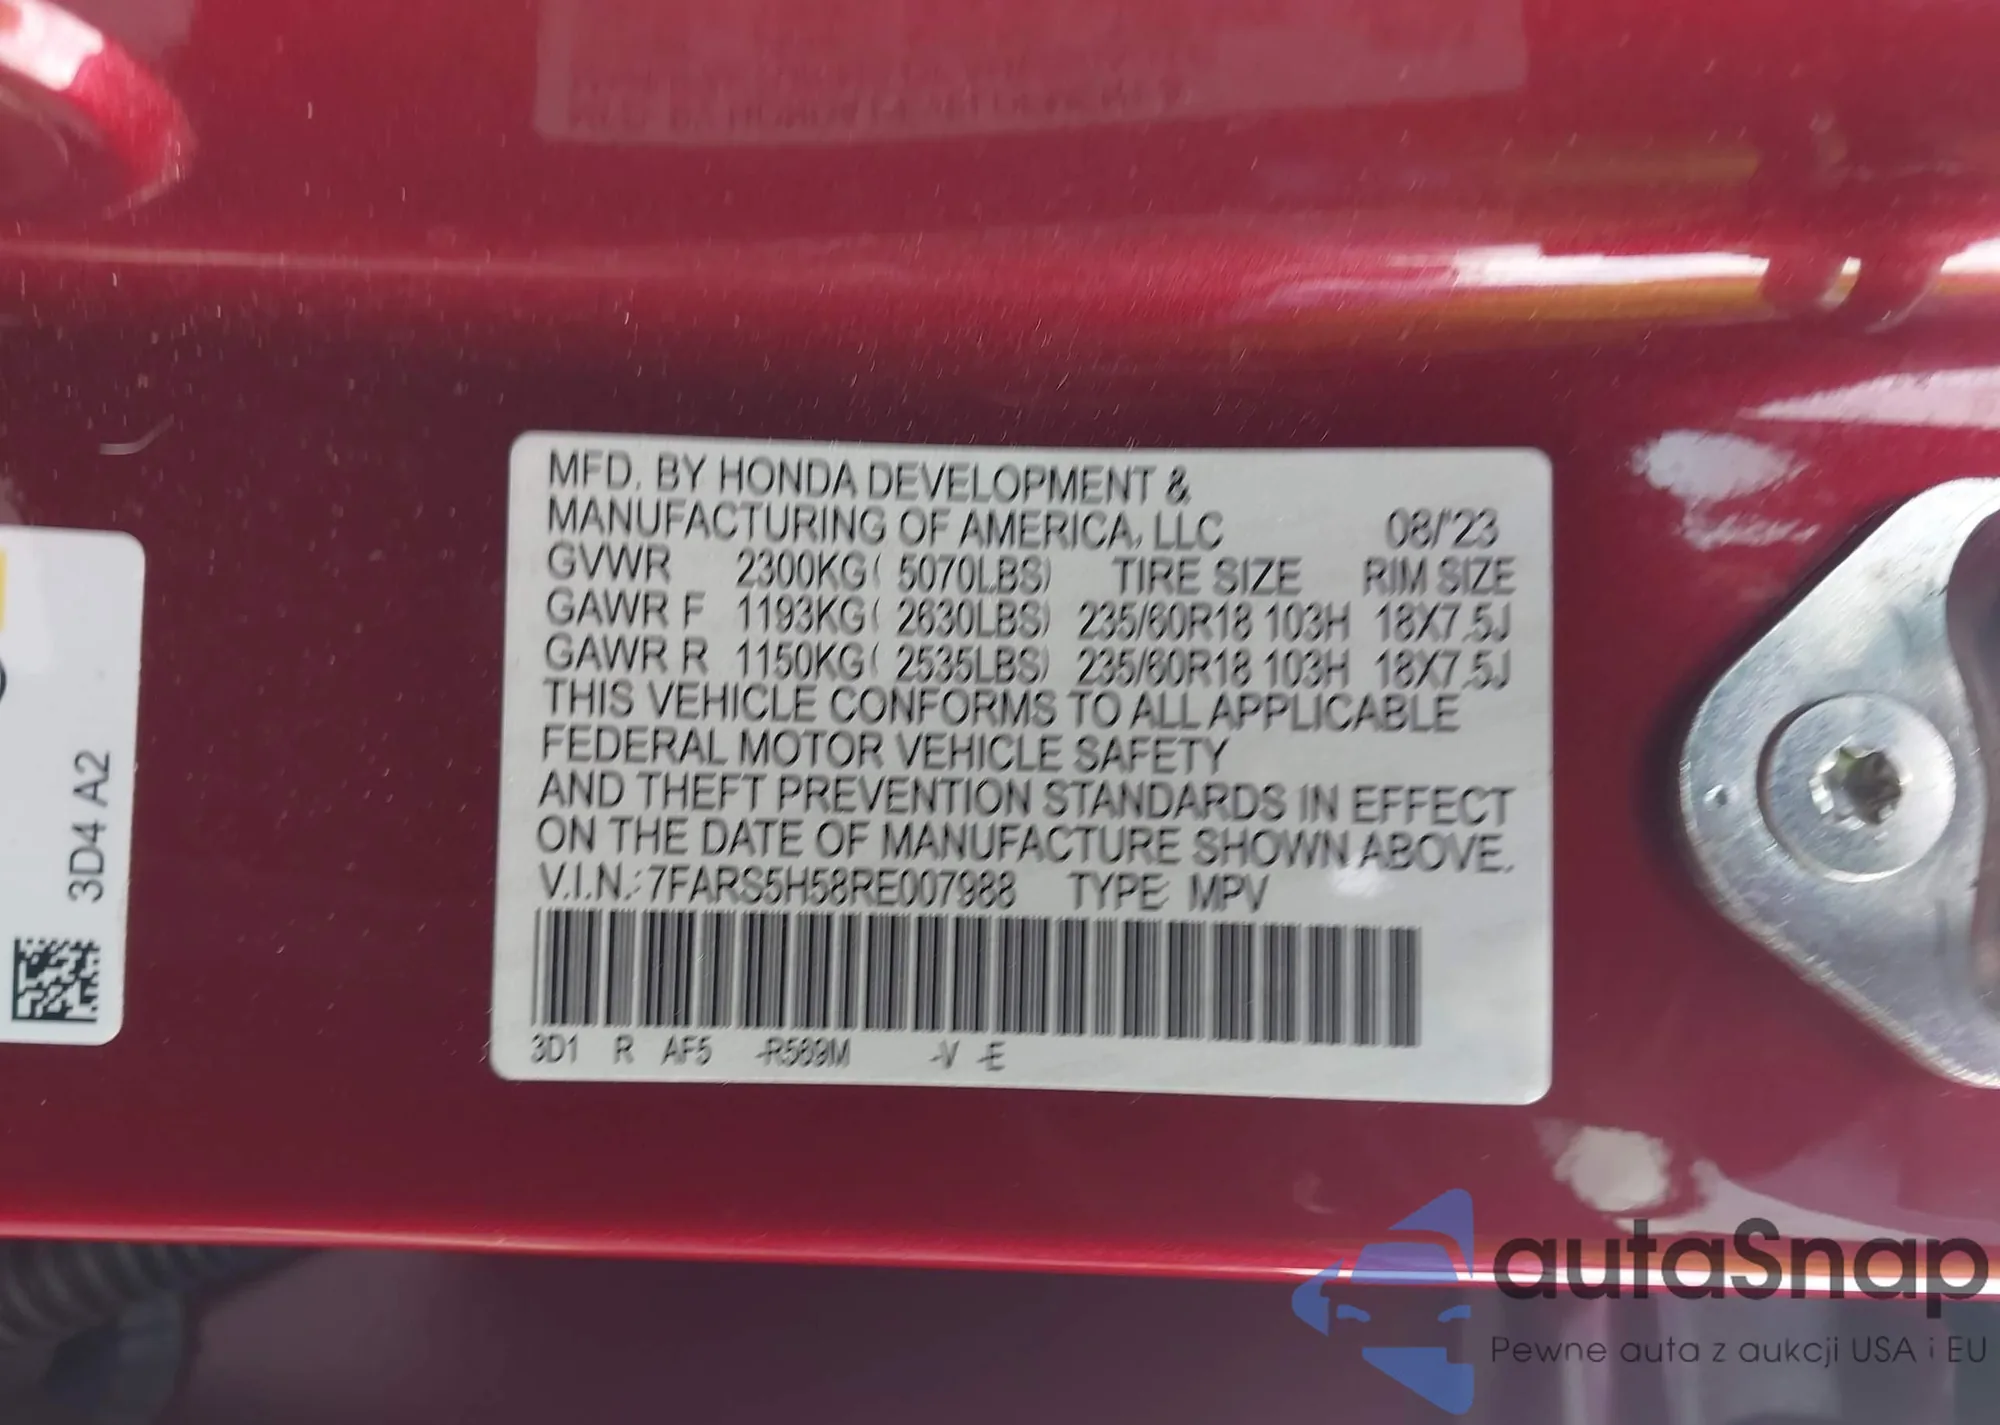 MFD. BY HONDA DEVELOPMENT &
MANUFACTURING OF AMERICA, LLC 08/'23
GVWR 2300KG( 5070LBS) TIRE SIZE RIM SIZE
GAWR F 1193KG( 2630LBS) 235/60R18 103H 18X7.5J
GAWR R 1150KG( 2535LBS) 235/60R18 103H 18X7.5J
THIS VEHICLE CONFORMS TO ALL APPLICABLE
FEDERAL MOTOR VEHICLE SAFETY
AND THEFT PREVENTION STANDARDS IN EFFECT
ON THE DATE OF MANUFACTURE SHOWN ABOVE.
V.I.N.:7FARS5H58RE007988 TYPE: MPV
3D1 R AF5 -R569M -V -E
3D4 A2
autaSnap
Pewne auta z aukcji USA i EU